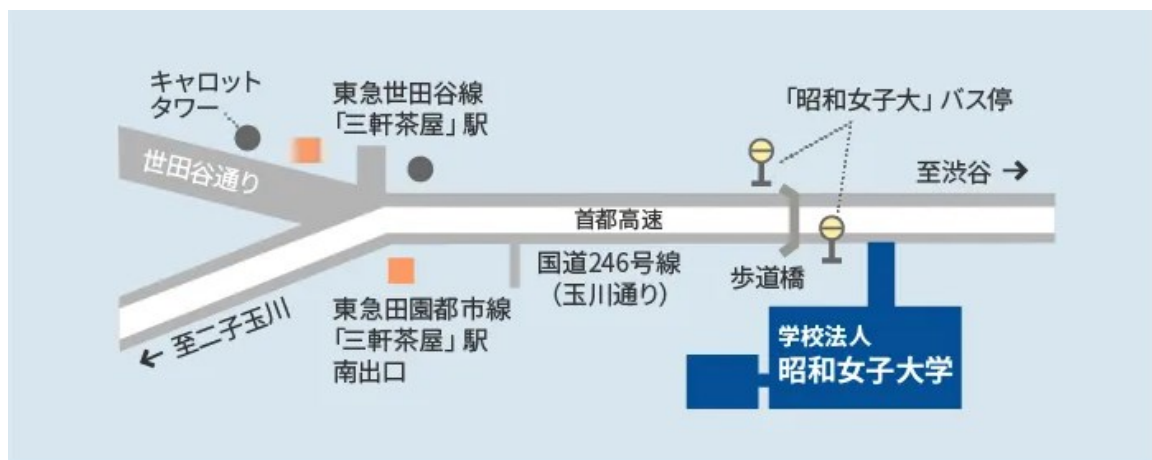 キャロット
タワー
東急世田谷線
「三軒茶屋」駅
「昭和女子大」バス停
世田谷通り
至渋谷 →
首都高速
国道246号線
（玉川通り）
歩道橋
← 至二子玉川
東急田園都市線
「三軒茶屋」駅
南出口
学校法人
昭和女子大学